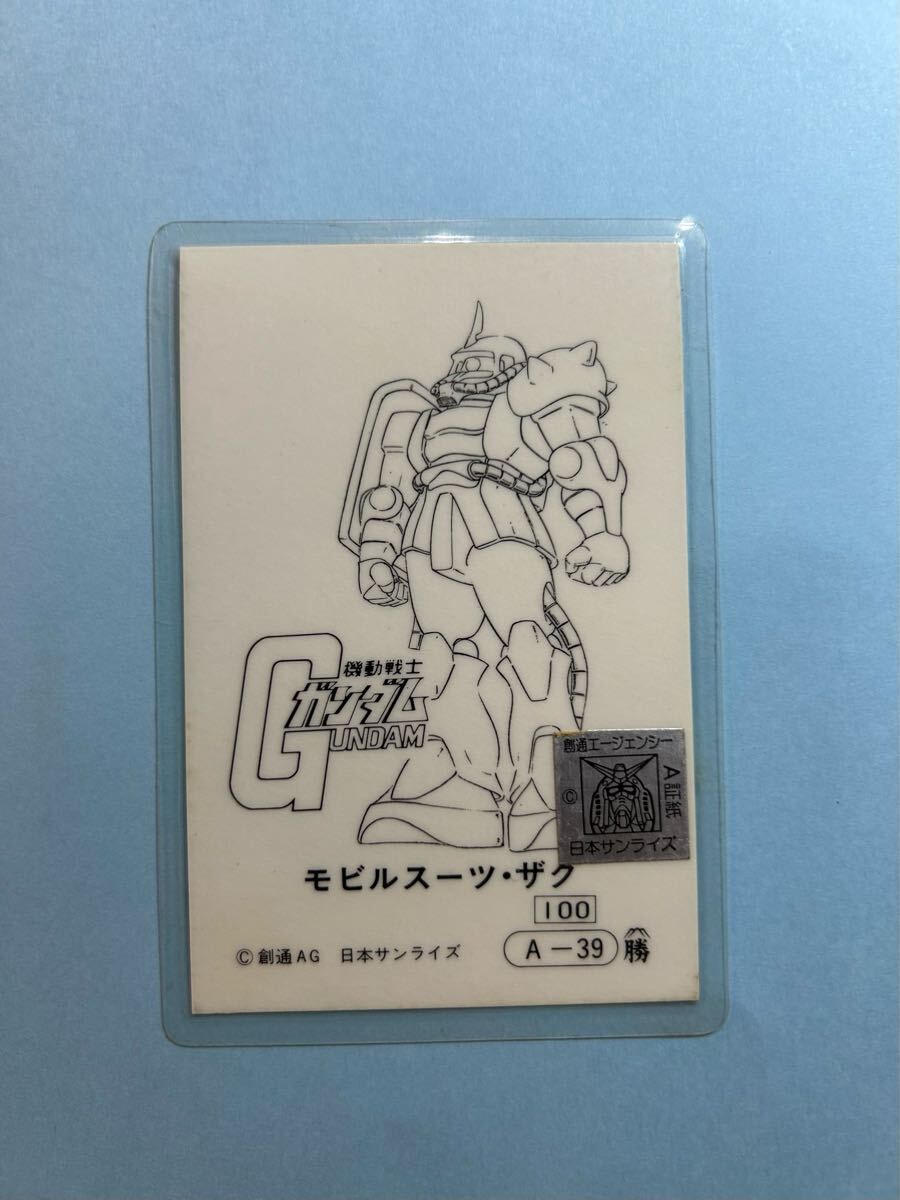 機動戦士
ガンダム
GUNDAM
創通エージェンシー
A証紙
©
日本サンライズ
モビルスーツ・ザク
100
©創通AG 日本サンライズ
A-39
勝